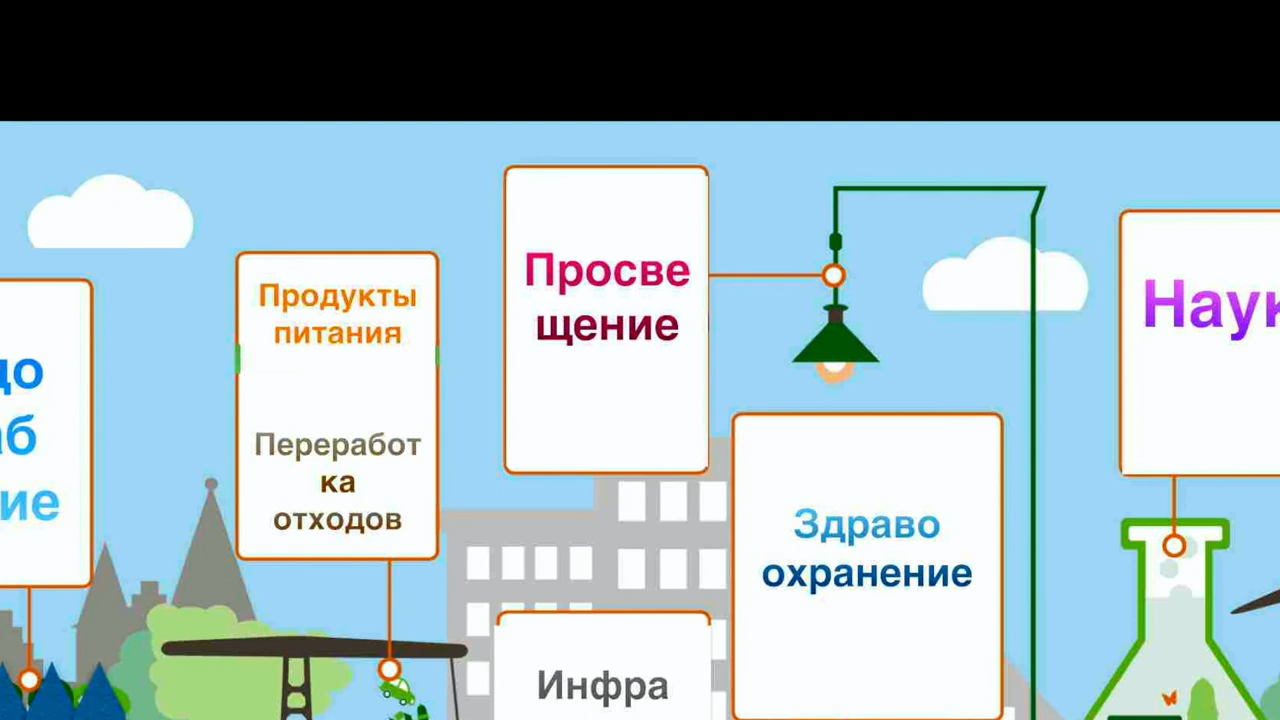 Продукты
питания
Переработ
ка
отходов
Просве
щение
Здраво
охранение
Инфра